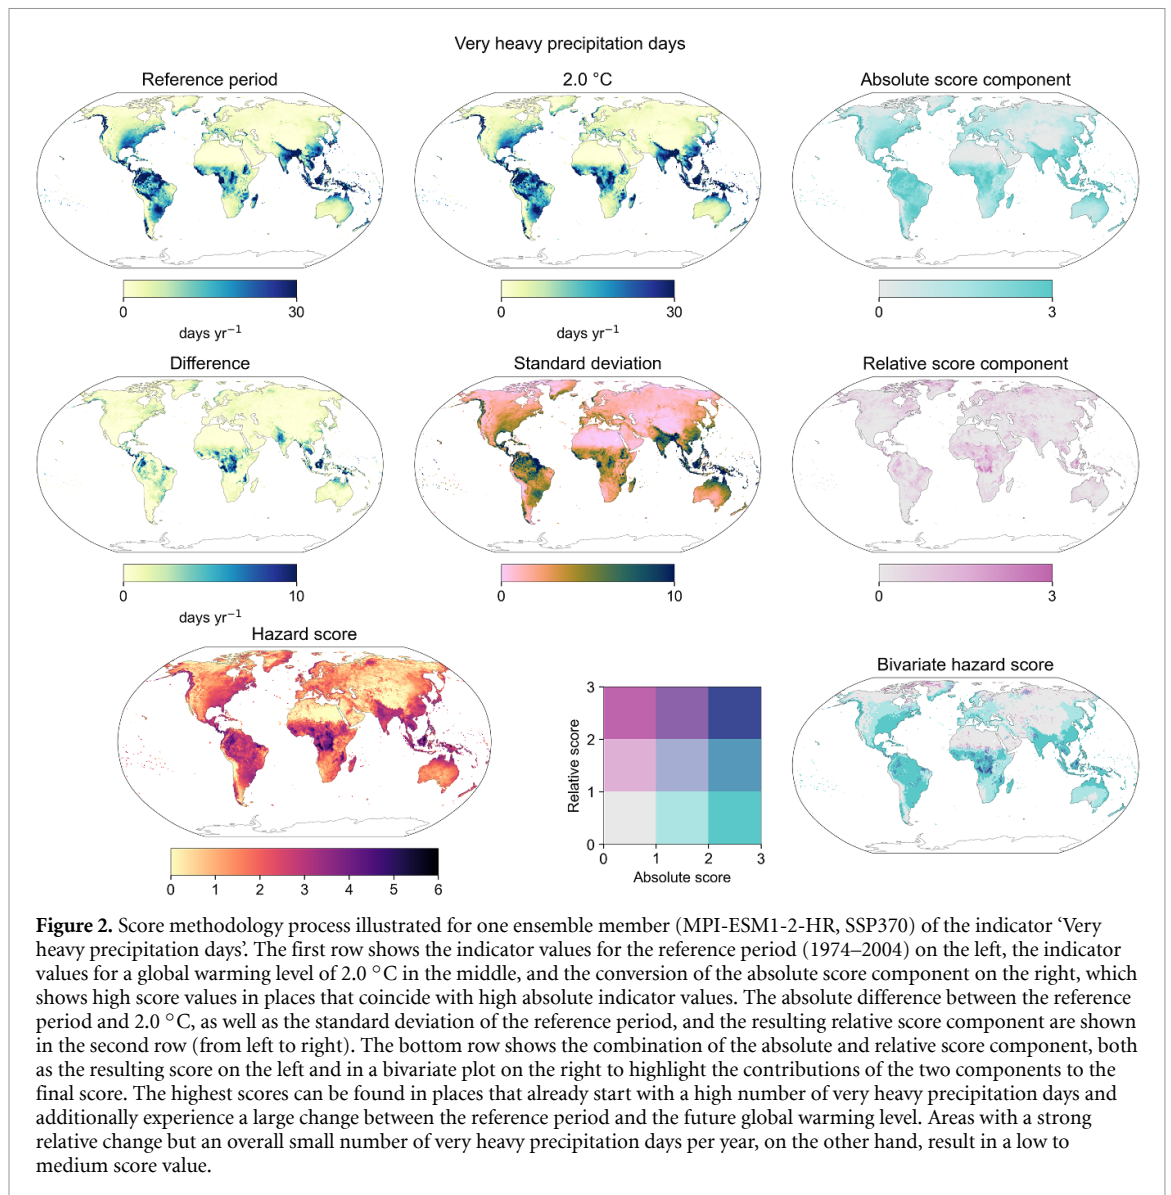 Very heavy precipitation days
Reference period
2.0 °C
Absolute score component
0
30
days yr⁻¹
0
30
days yr⁻¹
0
3
Difference
Standard deviation
Relative score component
0
10
days yr⁻¹
0
10
0
3
Hazard score
0 1 2 3 4 5 6
3
2
1
0
Relative score
0 1 2 3
Absolute score
Bivariate hazard score
Figure 2. Score methodology process illustrated for one ensemble member (MPI-ESM1-2-HR, SSP370) of the indicator ‘Very
heavy precipitation days’. The first row shows the indicator values for the reference period (1974–2004) on the left, the indicator
values for a global warming level of 2.0 °C in the middle, and the conversion of the absolute score component on the right, which
shows high score values in places that coincide with high absolute indicator values. The absolute difference between the reference
period and 2.0 °C, as well as the standard deviation of the reference period, and the resulting relative score component are shown
in the second row (from left to right). The bottom row shows the combination of the absolute and relative score component, both
as the resulting score on the left and in a bivariate plot on the right to highlight the contributions of the two components to the
final score. The highest scores can be found in places that already start with a high number of very heavy precipitation days and
additionally experience a large change between the reference period and the future global warming level. Areas with a strong
relative change but an overall small number of very heavy precipitation days per year, on the other hand, result in a low to
medium score value.